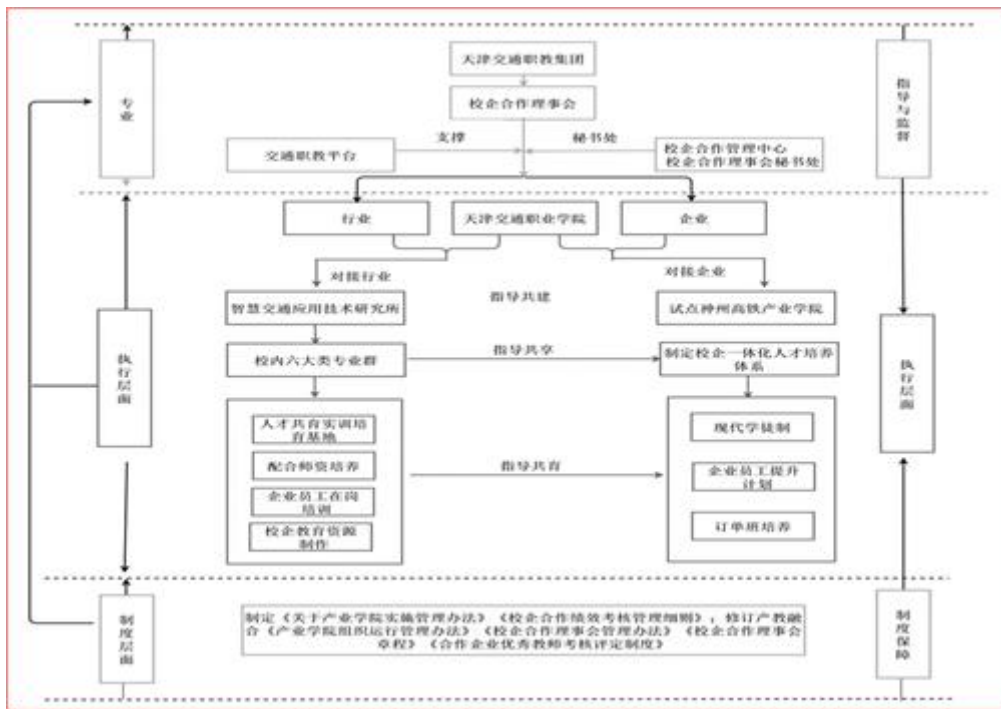 天津交通职教集团
校企合作理事会
专业
指导与监督
支撑
秘书处
交通职教平台
校企合作管理中心
校企合作理事会秘书处
行业
天津交通职业学院
企业
对接行业
对接企业
指导共建
智慧交通应用技术研究所
试点神州高铁产业学院
执行层面
执行层面
校内六大类专业群
指导共享
制定校企一体化人才培养
体系
人才共育实训培
育基地
配合师资培养
企业员工在岗
培训
校企教育资源
制作
指导共育
现代学徒制
企业员工提升
计划
订单班培养
制度层面
制度保障
制定《关于产业学院实施管理办法》《校企合作绩效考核管理细则》；修订产教融
合《产业学院组织运行管理办法》《校企合作理事会管理办法》《校企合作理事会
章程》《合作企业优秀教师考核评定制度》